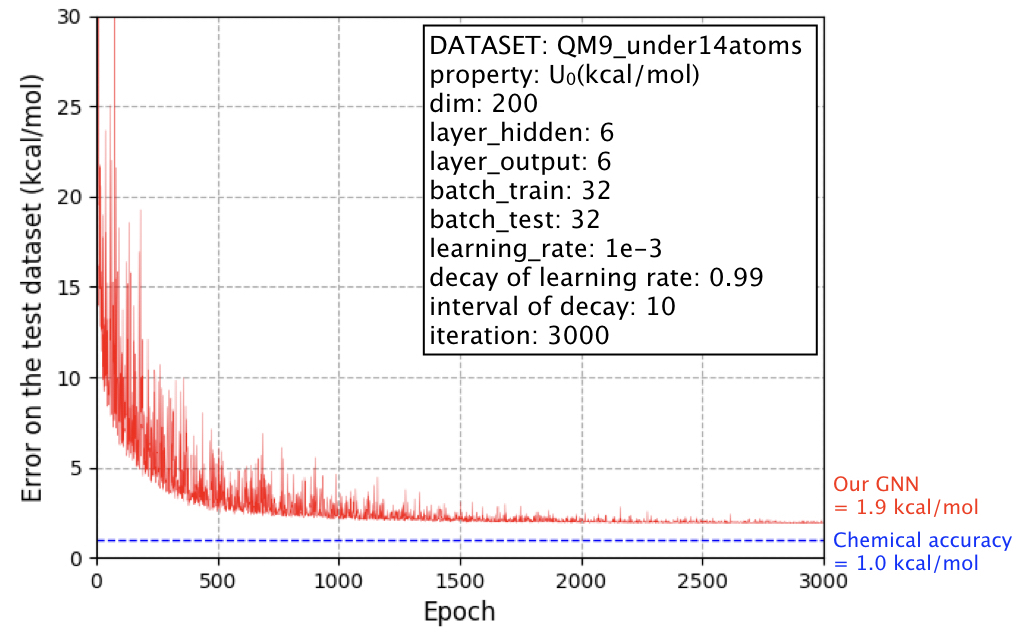 30
25
20
15
10
5
0
Error on the test dataset (kcal/mol)
DATASET: QM9_under14atoms
property: U₀(kcal/mol)
dim: 200
layer_hidden: 6
layer_output: 6
batch_train: 32
batch_test: 32
learning_rate: 1e−3
decay of learning rate: 0.99
interval of decay: 10
iteration: 3000
Our GNN
= 1.9 kcal/mol
Chemical accuracy
= 1.0 kcal/mol
0 500 1000 1500 2000 2500 3000
Epoch